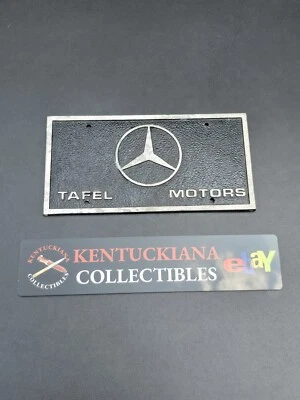 TAFEL MOTORS
KENTUCKIANA
COLLECTIBLES
ebay
KENTUCKIANA
COLLECTIBLES